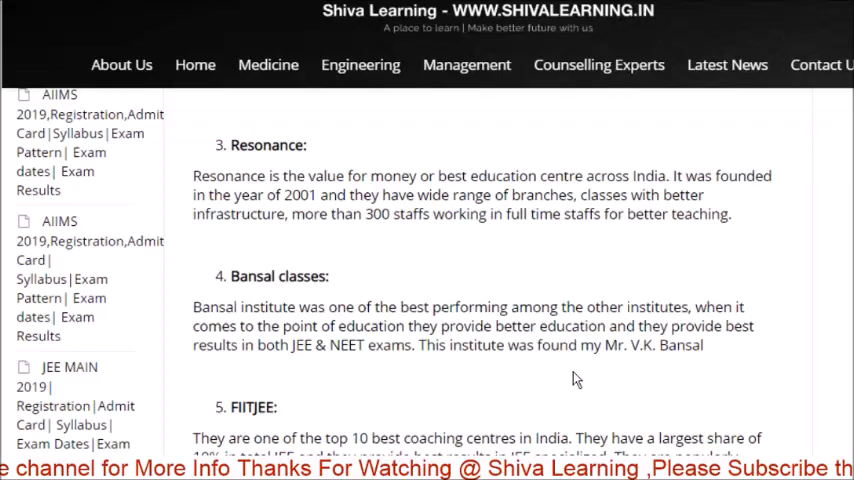 Shiva Learning - WWW.SHIVALEARNING.IN
A place to learn | Make better future with us
About Us Home Medicine Engineering Management Counselling Experts Latest News Contact U
AIIMS
2019,Registration,Admit
Card|Syllabus|Exam
Pattern| Exam
dates| Exam
Results
AIIMS
2019,Registration,Admit
Card|
Syllabus|Exam
Pattern| Exam
dates| Exam
Results
JEE MAIN
2019|
Registration|Admit
Card| Syllabus|
Exam Dates|Exam
3. Resonance:
Resonance is the value for money or best education centre across India. It was founded
in the year of 2001 and they have wide range of branches, classes with better
infrastructure, more than 300 staffs working in full time staffs for better teaching.
4. Bansal classes:
Bansal institute was one of the best performing among the other institutes, when it
comes to the point of education they provide better education and they provide best
results in both JEE & NEET exams. This institute was found my Mr. V.K. Bansal
5. FIITJEE:
They are one of the top 10 best coaching centres in India. They have a largest share of
e channel for More Info Thanks For Watching @ Shiva Learning ,Please Subscribe th